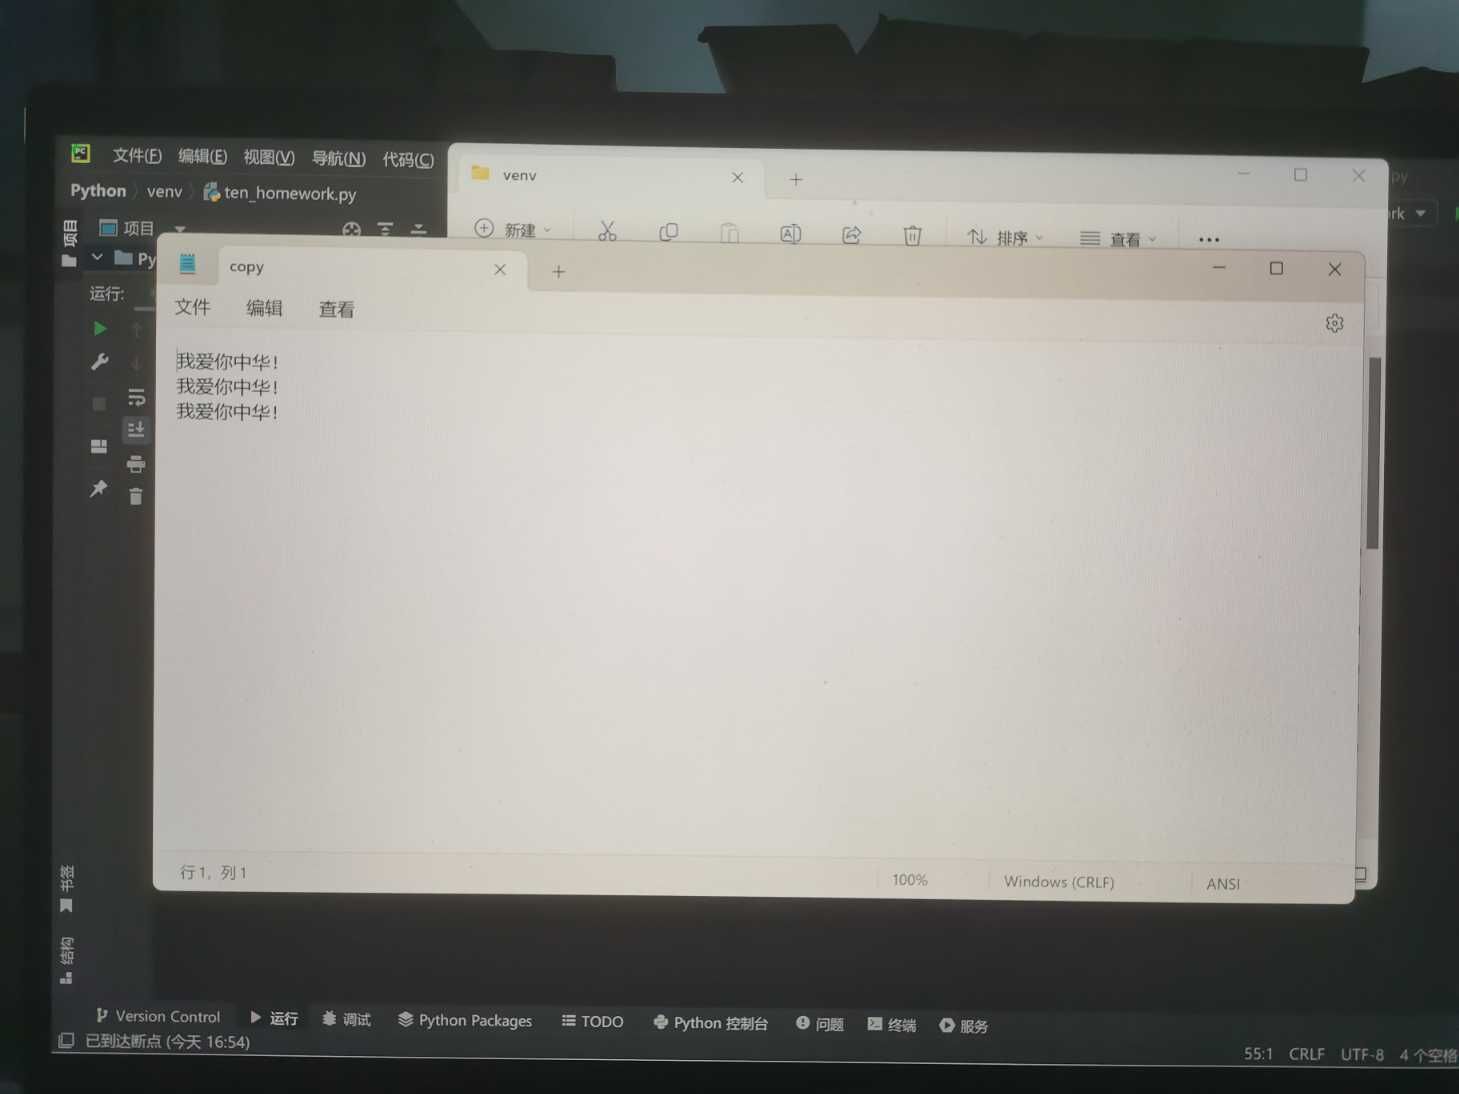 文件(F) 编辑(E) 视图(V) 导航(N) 代码(C)
Python venv ten_homework.py
venv
新建 排序 查看
项目
项目
Py
运行:
copy
文件 编辑 查看
我爱你中华!
我爱你中华!
我爱你中华!
行 1, 列 1 100% Windows (CRLF) ANSI
书签
结构
Version Control 运行 调试 Python Packages TODO Python 控制台 问题 终端 服务
已到达断点 (今天 16:54) 55:1 CRLF UTF-8 4 个空格